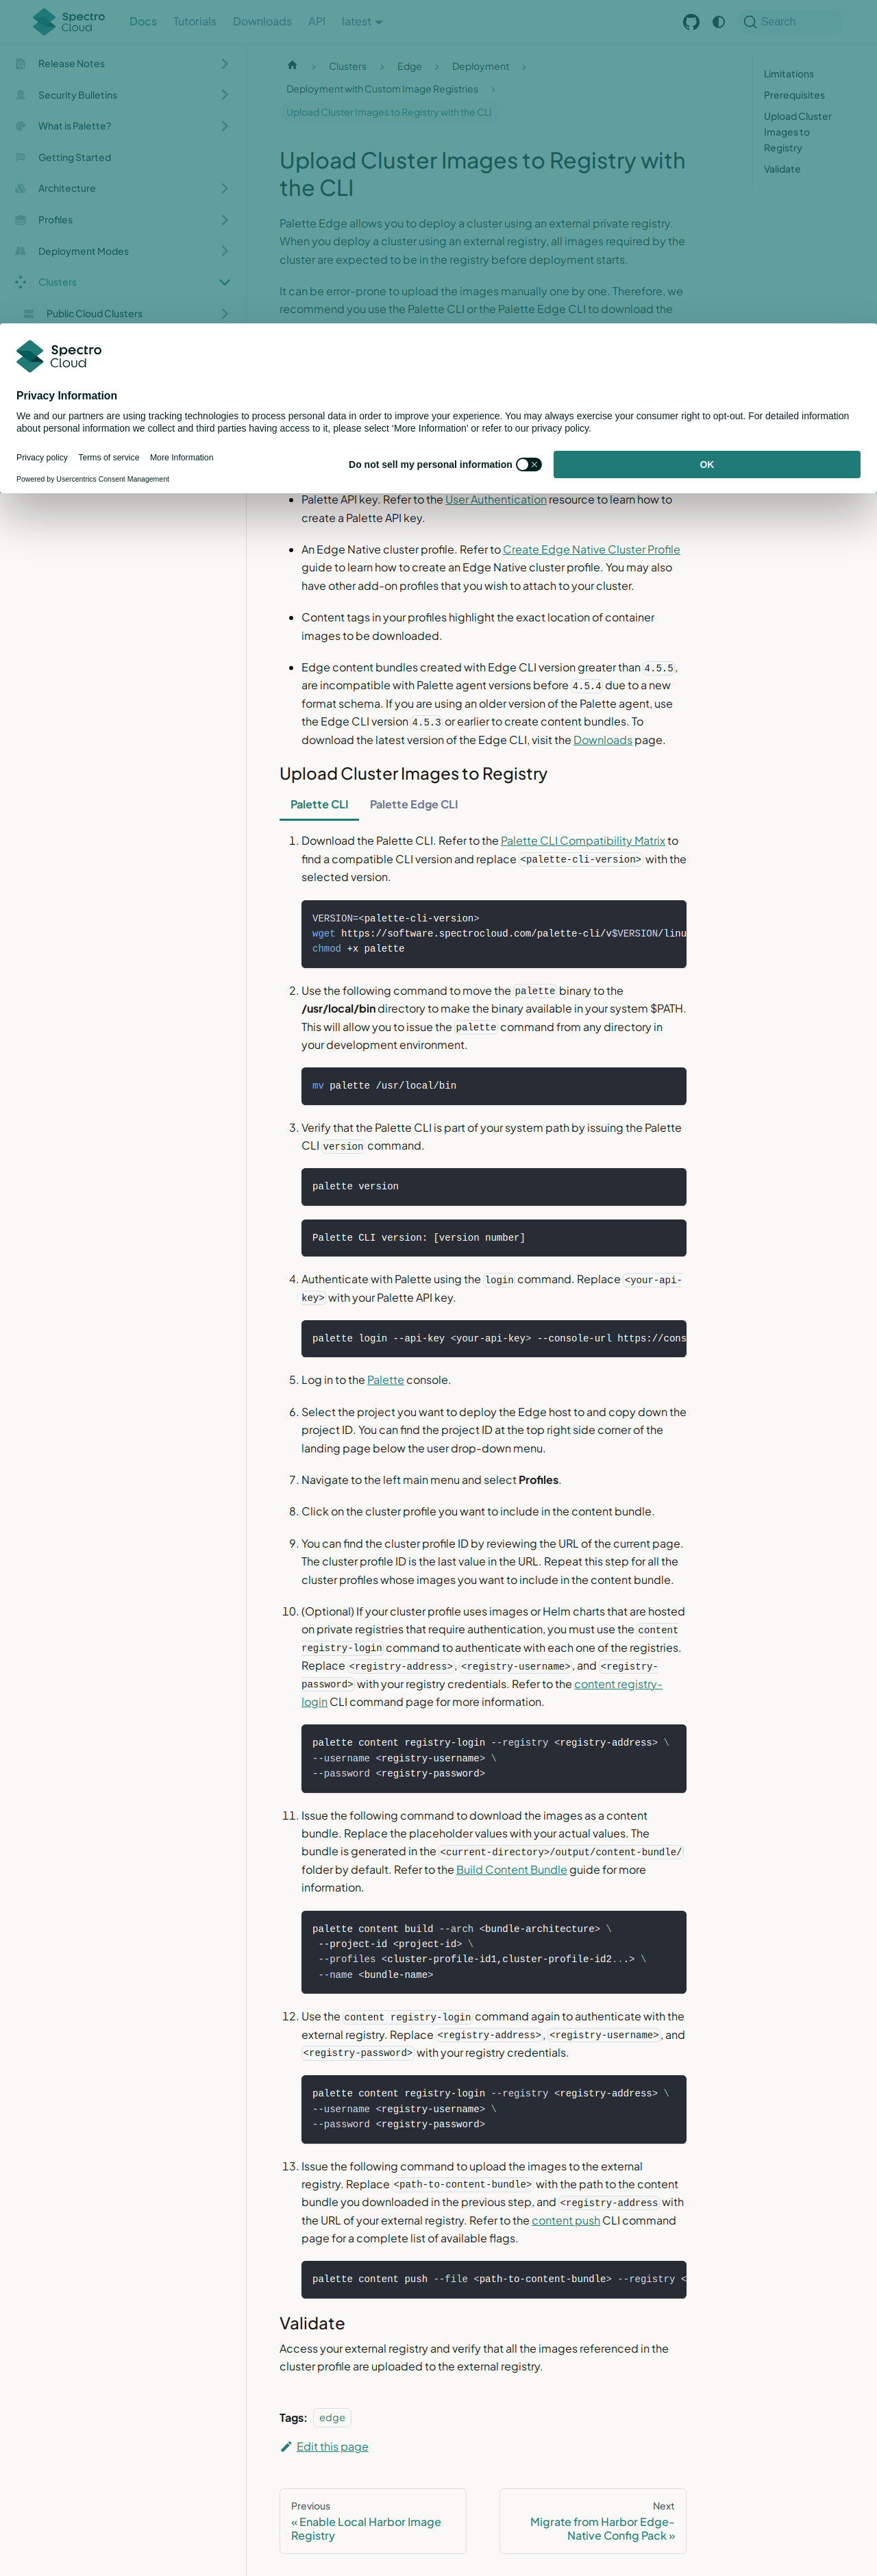 Spectro Cloud
Docs
Tutorials
Downloads
API
latest
Search
Release Notes
Security Bulletins
What is Palette?
Getting Started
Architecture
Profiles
Deployment Modes
Clusters
Public Cloud Clusters
Clusters
Edge
Deployment
Deployment with Custom Image Registries
Upload Cluster Images to Registry with the CLI
Limitations
Prerequisites
Upload Cluster
Images to
Registry
Validate
Upload Cluster Images to Registry with
the CLI
Palette Edge allows you to deploy a cluster using an external private registry.
When you deploy a cluster using an external registry, all images required by the
cluster are expected to be in the registry before deployment starts.
It can be error-prone to upload the images manually one by one. Therefore, we
recommend you use the Palette CLI or the Palette Edge CLI to download the
Spectro Cloud
Privacy Information
We and our partners are using tracking technologies to process personal data in order to improve your experience. You may always exercise your consumer right to opt-out. For detailed information
about personal information we collect and third parties having access to it, please select ‘More Information’ or refer to our privacy policy.
Privacy policy
Terms of service
More Information
Do not sell my personal information
OK
Powered by Usercentrics Consent Management
• Palette API key. Refer to the User Authentication resource to learn how to
create a Palette API key.
• An Edge Native cluster profile. Refer to Create Edge Native Cluster Profile
guide to learn how to create an Edge Native cluster profile. You may also
have other add-on profiles that you wish to attach to your cluster.
• Content tags in your profiles highlight the exact location of container
images to be downloaded.
• Edge content bundles created with Edge CLI version greater than 4.5.5,
are incompatible with Palette agent versions before 4.5.4 due to a new
format schema. If you are using an older version of the Palette agent, use
the Edge CLI version 4.5.3 or earlier to create content bundles. To
download the latest version of the Edge CLI, visit the Downloads page.
Upload Cluster Images to Registry
Palette CLI
Palette Edge CLI
1. Download the Palette CLI. Refer to the Palette CLI Compatibility Matrix to
find a compatible CLI version and replace <palette-cli-version> with the
selected version.
VERSION=<palette-cli-version>
wget https://software.spectrocloud.com/palette-cli/v$VERSION/linu
chmod +x palette
2. Use the following command to move the palette binary to the
/usr/local/bin directory to make the binary available in your system $PATH.
This will allow you to issue the palette command from any directory in
your development environment.
mv palette /usr/local/bin
3. Verify that the Palette CLI is part of your system path by issuing the Palette
CLI version command.
palette version
Palette CLI version: [version number]
4. Authenticate with Palette using the login command. Replace <your-api-
key> with your Palette API key.
palette login --api-key <your-api-key> --console-url https://cons
5. Log in to the Palette console.
6. Select the project you want to deploy the Edge host to and copy down the
project ID. You can find the project ID at the top right side corner of the
landing page below the user drop-down menu.
7. Navigate to the left main menu and select Profiles.
8. Click on the cluster profile you want to include in the content bundle.
9. You can find the cluster profile ID by reviewing the URL of the current page.
The cluster profile ID is the last value in the URL. Repeat this step for all the
cluster profiles whose images you want to include in the content bundle.
10. (Optional) If your cluster profile uses images or Helm charts that are hosted
on private registries that require authentication, you must use the content
registry-login command to authenticate with each one of the registries.
Replace <registry-address>, <registry-username>, and <registry-
password> with your registry credentials. Refer to the content registry-
login CLI command page for more information.
palette content registry-login --registry <registry-address> \
--username <registry-username> \
--password <registry-password>
11. Issue the following command to download the images as a content
bundle. Replace the placeholder values with your actual values. The
bundle is generated in the <current-directory>/output/content-bundle/
folder by default. Refer to the Build Content Bundle guide for more
information.
palette content build --arch <bundle-architecture> \
--project-id <project-id> \
--profiles <cluster-profile-id1,cluster-profile-id2...> \
--name <bundle-name>
12. Use the content registry-login command again to authenticate with the
external registry. Replace <registry-address>, <registry-username>, and
<registry-password> with your registry credentials.
palette content registry-login --registry <registry-address> \
--username <registry-username> \
--password <registry-password>
13. Issue the following command to upload the images to the external
registry. Replace <path-to-content-bundle> with the path to the content
bundle you downloaded in the previous step, and <registry-address with
the URL of your external registry. Refer to the content push CLI command
page for a complete list of available flags.
palette content push --file <path-to-content-bundle> --registry <
Validate
Access your external registry and verify that all the images referenced in the
cluster profile are uploaded to the external registry.
Tags: edge
Edit this page
Previous
« Enable Local Harbor Image
Registry
Next
Migrate from Harbor Edge-
Native Config Pack »